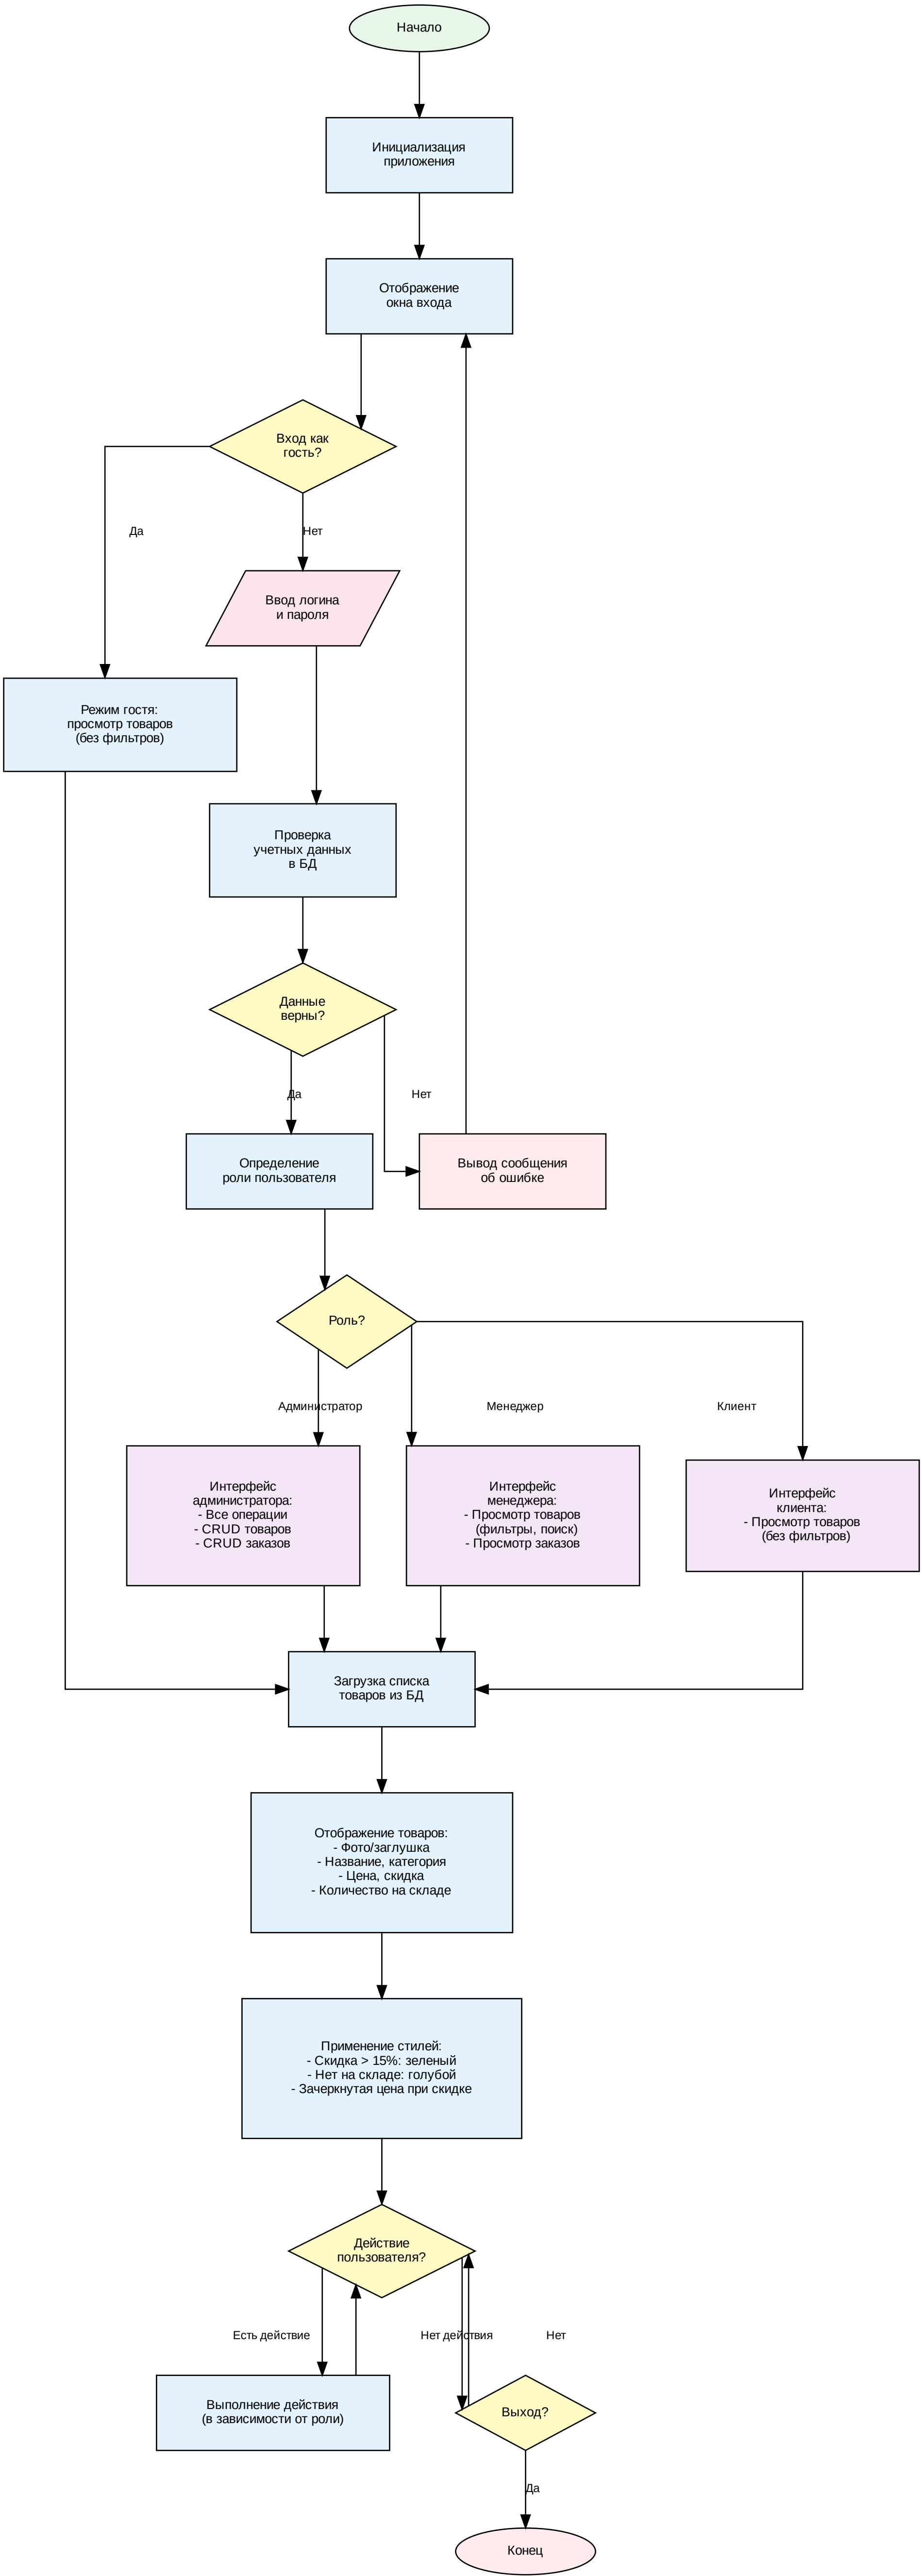 Начало
Инициализация
приложения
Отображение
окна входа
Вход как
гость?
Да
Нет
Ввод логина
и пароля
Режим гостя:
просмотр товаров
(без фильтров)
Проверка
учетных данных
в БД
Данные
верны?
Да
Нет
Определение
роли пользователя
Вывод сообщения
об ошибке
Роль?
Администратор
Менеджер
Клиент
Интерфейс
администратора:
- Все операции
- CRUD товаров
- CRUD заказов
Интерфейс
менеджера:
- Просмотр товаров
(фильтры, поиск)
- Просмотр заказов
Интерфейс
клиента:
- Просмотр товаров
(без фильтров)
Загрузка списка
товаров из БД
Отображение товаров:
- Фото/заглушка
- Название, категория
- Цена, скидка
- Количество на складе
Применение стилей:
- Скидка > 15%: зеленый
- Нет на складе: голубой
- Зачеркнутая цена при скидке
Действие
пользователя?
Есть действие
Нет действия
Нет
Выполнение действия
(в зависимости от роли)
Выход?
Да
Конец